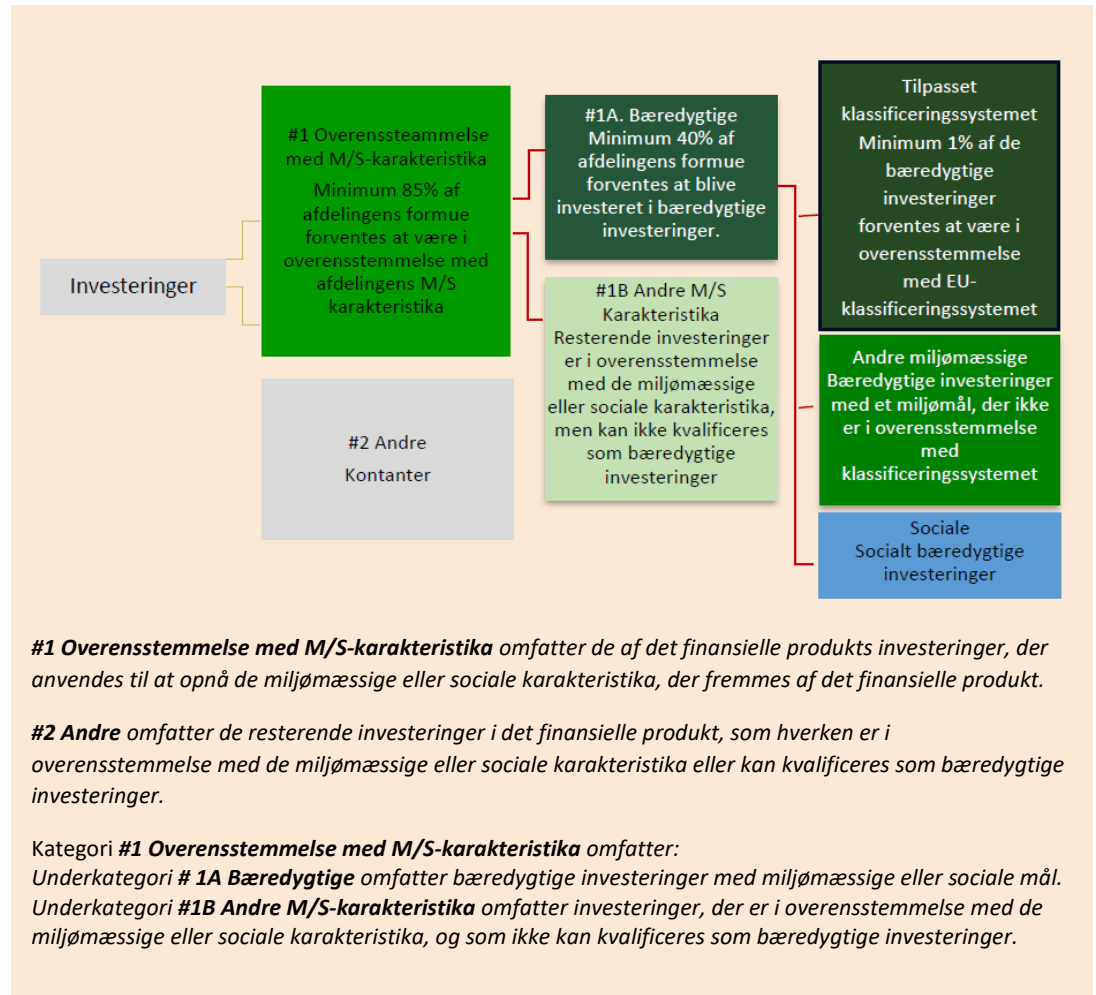 Investeringer
#1 Overenssteammelse
med M/S-karakteristika
Minimum 85% af
afdelingens formue
forventes at være i
overensstemmelse med
afdelingens M/S
karakteristika
#2 Andre
Kontanter
#1A. Bæredygtige
Minimum 40% af
afdelingens formue
forventes at blive
investeret i bæredygtige
investeringer.
#1B Andre M/S
Karakteristika
Resterende investeringer
er i overensstemmelse
med de miljømæssige
eller sociale karakteristika,
men kan ikke kvalificeres
som bæredygtige
investeringer
Tilpasset
klassificeringssystemet
Minimum 1% af de
bæredygtige
investeringer
forventes at være i
overensstemmelse
med EU-
klassificeringssystemet
Andre miljømæssige
Bæredygtige investeringer
med et miljømål, der ikke
er i overensstemmelse
med
klassificeringssystemet
Sociale
Socialt bæredygtige
investeringer
#1 Overensstemmelse med M/S-karakteristika omfatter de af det finansielle produkts investeringer, der
anvendes til at opnå de miljømæssige eller sociale karakteristika, der fremmes af det finansielle produkt.
#2 Andre omfatter de resterende investeringer i det finansielle produkt, som hverken er i
overensstemmelse med de miljømæssige eller sociale karakteristika eller kan kvalificeres som bæredygtige
investeringer.
Kategori #1 Overensstemmelse med M/S-karakteristika omfatter:
Underkategori # 1A Bæredygtige omfatter bæredygtige investeringer med miljømæssige eller sociale mål.
Underkategori #1B Andre M/S-karakteristika omfatter investeringer, der er i overensstemmelse med de
miljømæssige eller sociale karakteristika, og som ikke kan kvalificeres som bæredygtige investeringer.